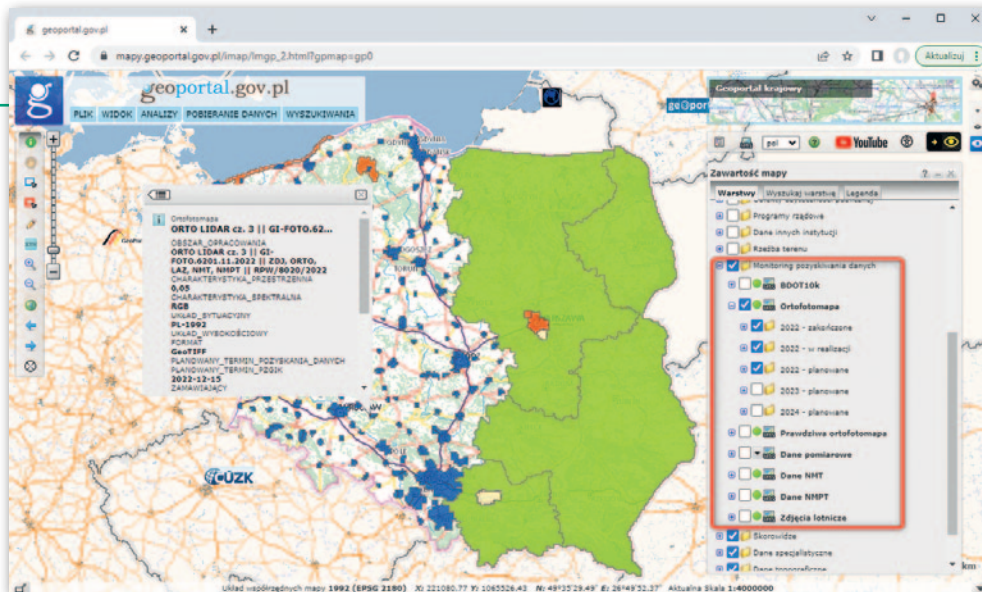 geoportal.gov.pl
mapy.geoportal.gov.pl/imap/Imgp_2.html?gpmap=gp0
Aktualizuj
geoportal.gov.pl
PLIK WIDOK ANALIZY POBIERANIE DANYCH WYSZUKIWANIA
Geoportal krajowy
pol
YouTube
Zawartość mapy
Warstwy Wyszukaj warstwę Legenda
Programy rządowe
Dane innych instytucji
Rzeźba terenu
Monitoring pozyskiwania danych
BDOT10k
Ortofotomapa
2022 - zakończone
2022 - w realizacji
2022 - planowane
2023 - planowane
2024 - planowane
Prawdziwa ortofotomapa
Dane pomiarowe
Dane NMT
Dane NMPT
Zdjęcia lotnicze
Skorowidze
Dane specjalistyczne
Dane topograficzne
Ortofotomapa
ORTO LIDAR cz. 3 || GI-FOTO.62...
OBSZAR_OPRACOWANIA
ORTO LIDAR cz. 3 || GI-
FOTO.6201.11.2022 || ZDJ, ORTO,
LAZ, NMT, NMPT || RPW/8020/2022
CHARAKTERYSTYKA_PRZESTRZENNA
0,05
CHARAKTERYSTYKA_SPEKTRALNA
RGB
UKŁAD_SYTUACYJNY
PL-1992
UKŁAD_WYSOKOŚCIOWY
FORMAT
GeoTIFF
PLANOWANY_TERMIN_POZYSKANIA_DANYCH
PLANOWANY_TERMIN_PZGIK
2022-12-15
ZAMAWIAJĄCY
GDYNIA
TORUŃ
ČÚZK
km
Układ współrzędnych mapy 1992 (EPSG 2180) X: 221080.77 Y: 1065526.43 N: 49°35'29.49' E: 26°49'52.37' Aktualna Skala 1:4000000